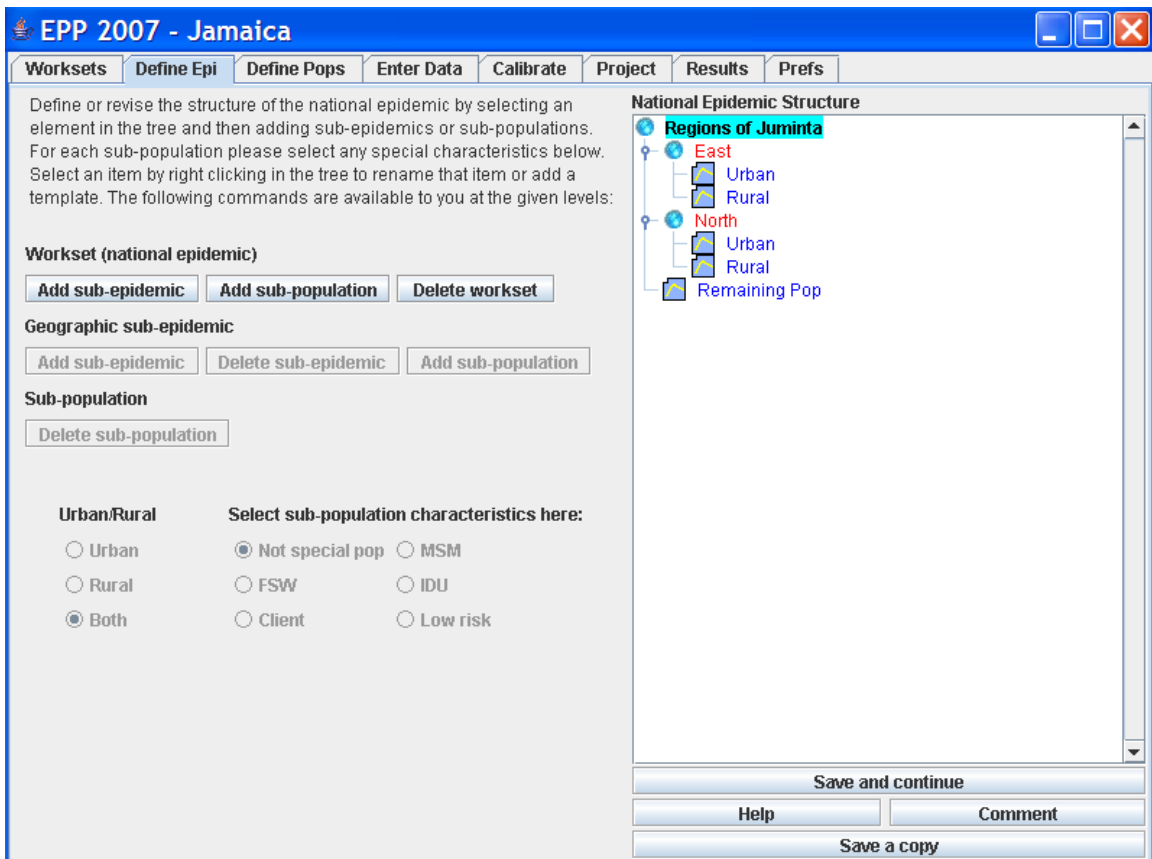 EPP 2007 - Jamaica
Worksets Define Epi Define Pops Enter Data Calibrate Project Results Prefs
Define or revise the structure of the national epidemic by selecting an
element in the tree and then adding sub-epidemics or sub-populations.
For each sub-population please select any special characteristics below.
Select an item by right clicking in the tree to rename that item or add a
template. The following commands are available to you at the given levels:
Workset (national epidemic)
Add sub-epidemic Add sub-population Delete workset
Geographic sub-epidemic
Add sub-epidemic Delete sub-epidemic Add sub-population
Sub-population
Delete sub-population
Urban/Rural Select sub-population characteristics here:
Urban Not special pop MSM
Rural FSW IDU
Both Client Low risk
National Epidemic Structure
Regions of Juminta
East
Urban
Rural
North
Urban
Rural
Remaining Pop
Save and continue
Help Comment
Save a copy